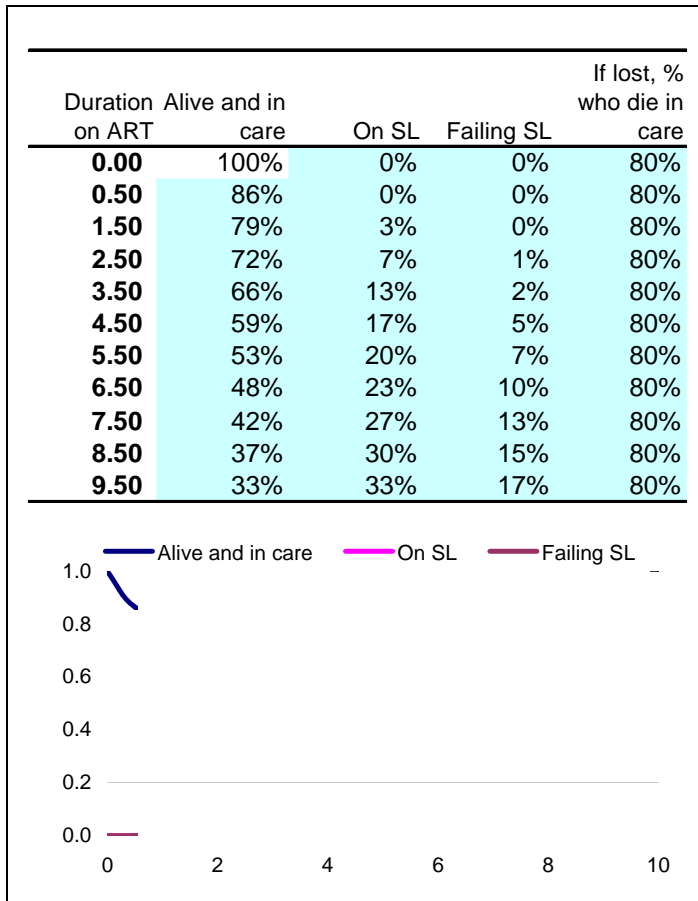 If lost, %
Duration Alive and in who die in
on ART care On SL Failing SL care
0.00 100% 0% 0% 80%
0.50 86% 0% 0% 80%
1.50 79% 3% 0% 80%
2.50 72% 7% 1% 80%
3.50 66% 13% 2% 80%
4.50 59% 17% 5% 80%
5.50 53% 20% 7% 80%
6.50 48% 23% 10% 80%
7.50 42% 27% 13% 80%
8.50 37% 30% 15% 80%
9.50 33% 33% 17% 80%
Alive and in care On SL Failing SL
1.0
0.8
0.6
0.4
0.2
0.0
0 2 4 6 8 10